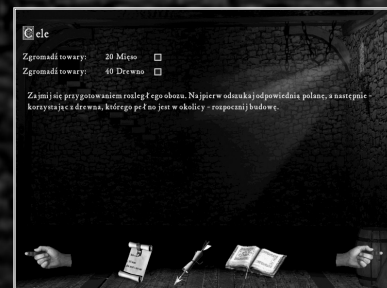 Cele
Zgromadź towary: 20 Mięso
Zgromadź towary: 40 Drewno
Zajmij się przygotowaniem rozległego obozu. Najpierw odszukaj odpowiednią polanę, a następnie -
korzystając z drewna, którego pełno jest w okolicy - rozpocznij budowę.